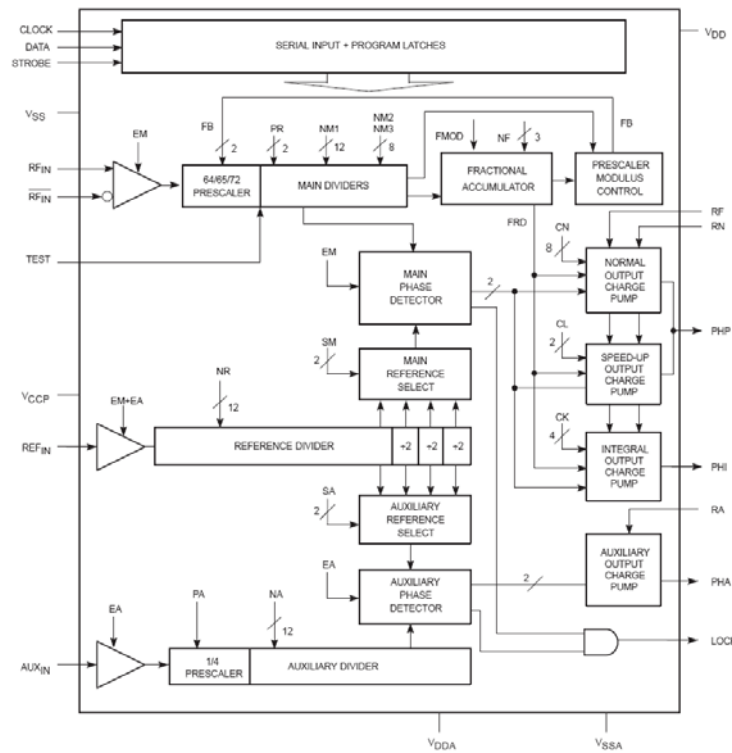 CLOCK
DATA
STROBE
SERIAL INPUT + PROGRAM LATCHES
VDD
VSS
EM
FB
2
PR
2
NM1
12
NM2
NM3
8
FMOD
NF
3
FB
RFIN
RFIN
64/65/72
PRESCALER
MAIN DIVIDERS
FRACTIONAL
ACCUMULATOR
PRESCALER
MODULUS
CONTROL
FRD
RF
RN
TEST
EM
MAIN
PHASE
DETECTOR
2
CN
8
NORMAL
OUTPUT
CHARGE
PUMP
PHP
SM
2
MAIN
REFERENCE
SELECT
CL
2
SPEED-UP
OUTPUT
CHARGE
PUMP
VCCP
EM+EA
NR
12
REFIN
REFERENCE DIVIDER
÷2
÷2
÷2
CK
4
INTEGRAL
OUTPUT
CHARGE
PUMP
PHI
SA
2
AUXILIARY
REFERENCE
SELECT
RA
EA
AUXILIARY
PHASE
DETECTOR
2
AUXILIARY
OUTPUT
CHARGE
PUMP
PHA
EA
PA
NA
12
LOCK
AUXIN
1/4
PRESCALER
AUXILIARY DIVIDER
VDDA
VSSA